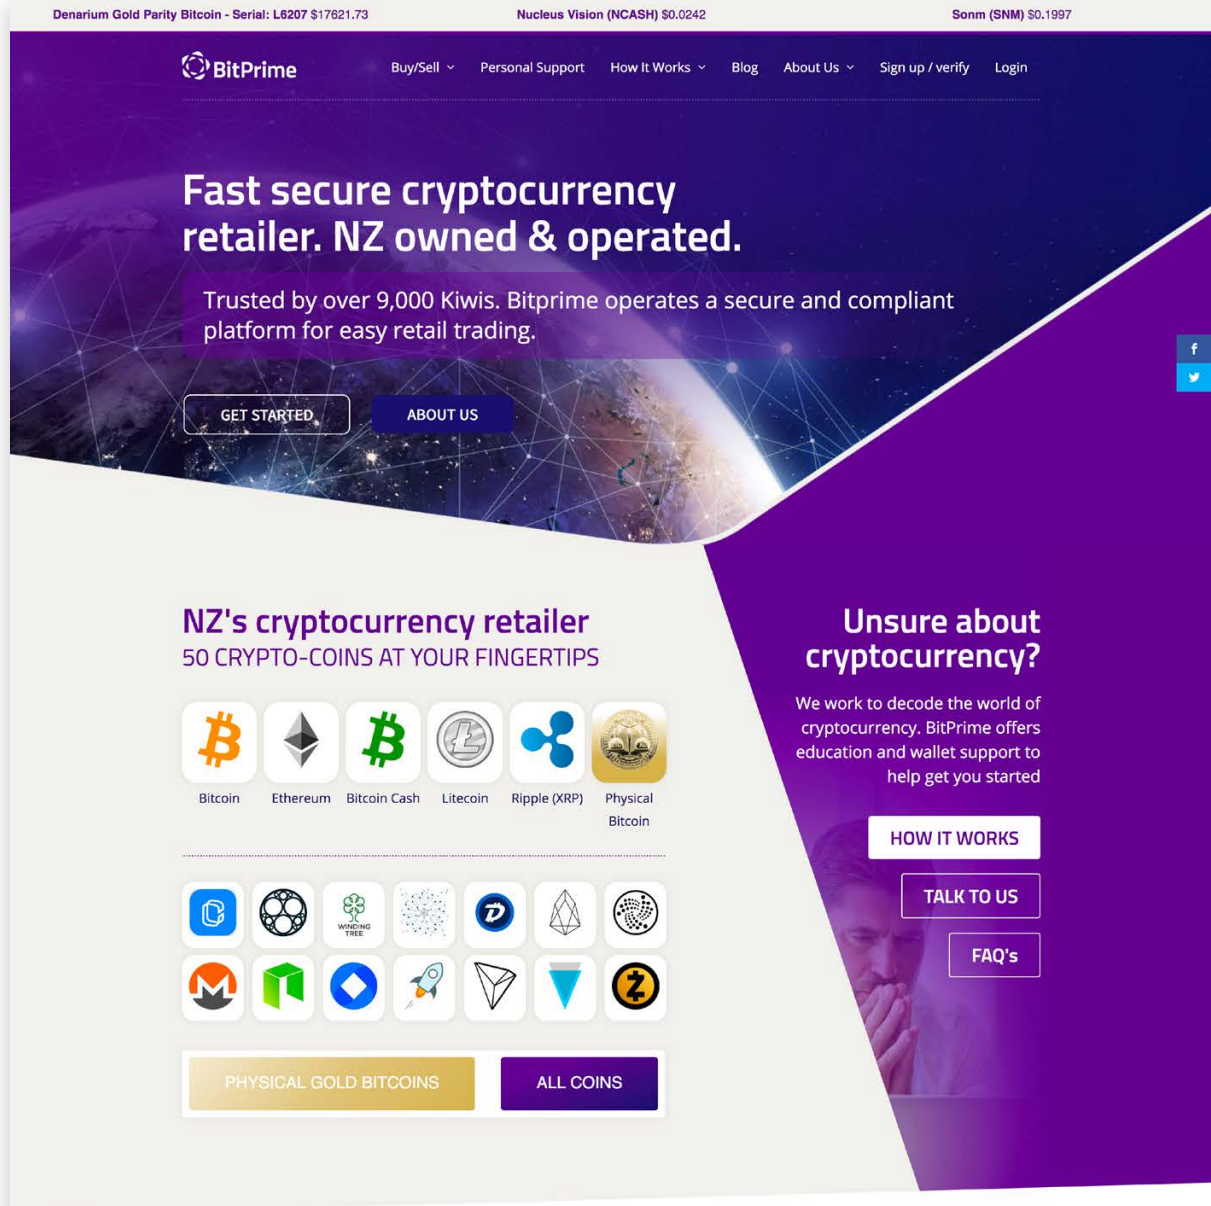 Denarium Gold Parity Bitcoin - Serial: L6207 $17621.73
Nucleus Vision (NCASH) $0.0242
Sonm (SNM) $0.1997
BitPrime
Buy/Sell
Personal Support
How It Works
Blog
About Us
Sign up / verify
Login
Fast secure cryptocurrency
retailer. NZ owned & operated.
Trusted by over 9,000 Kiwis. Bitprime operates a secure and compliant
platform for easy retail trading.
GET STARTED
ABOUT US
NZ's cryptocurrency retailer
50 CRYPTO-COINS AT YOUR FINGERTIPS
Bitcoin
Ethereum
Bitcoin Cash
Litecoin
Ripple (XRP)
Physical
Bitcoin
WINDING
TREE
PHYSICAL GOLD BITCOINS
ALL COINS
Unsure about
cryptocurrency?
We work to decode the world of
cryptocurrency. BitPrime offers
education and wallet support to
help get you started
HOW IT WORKS
TALK TO US
FAQ's